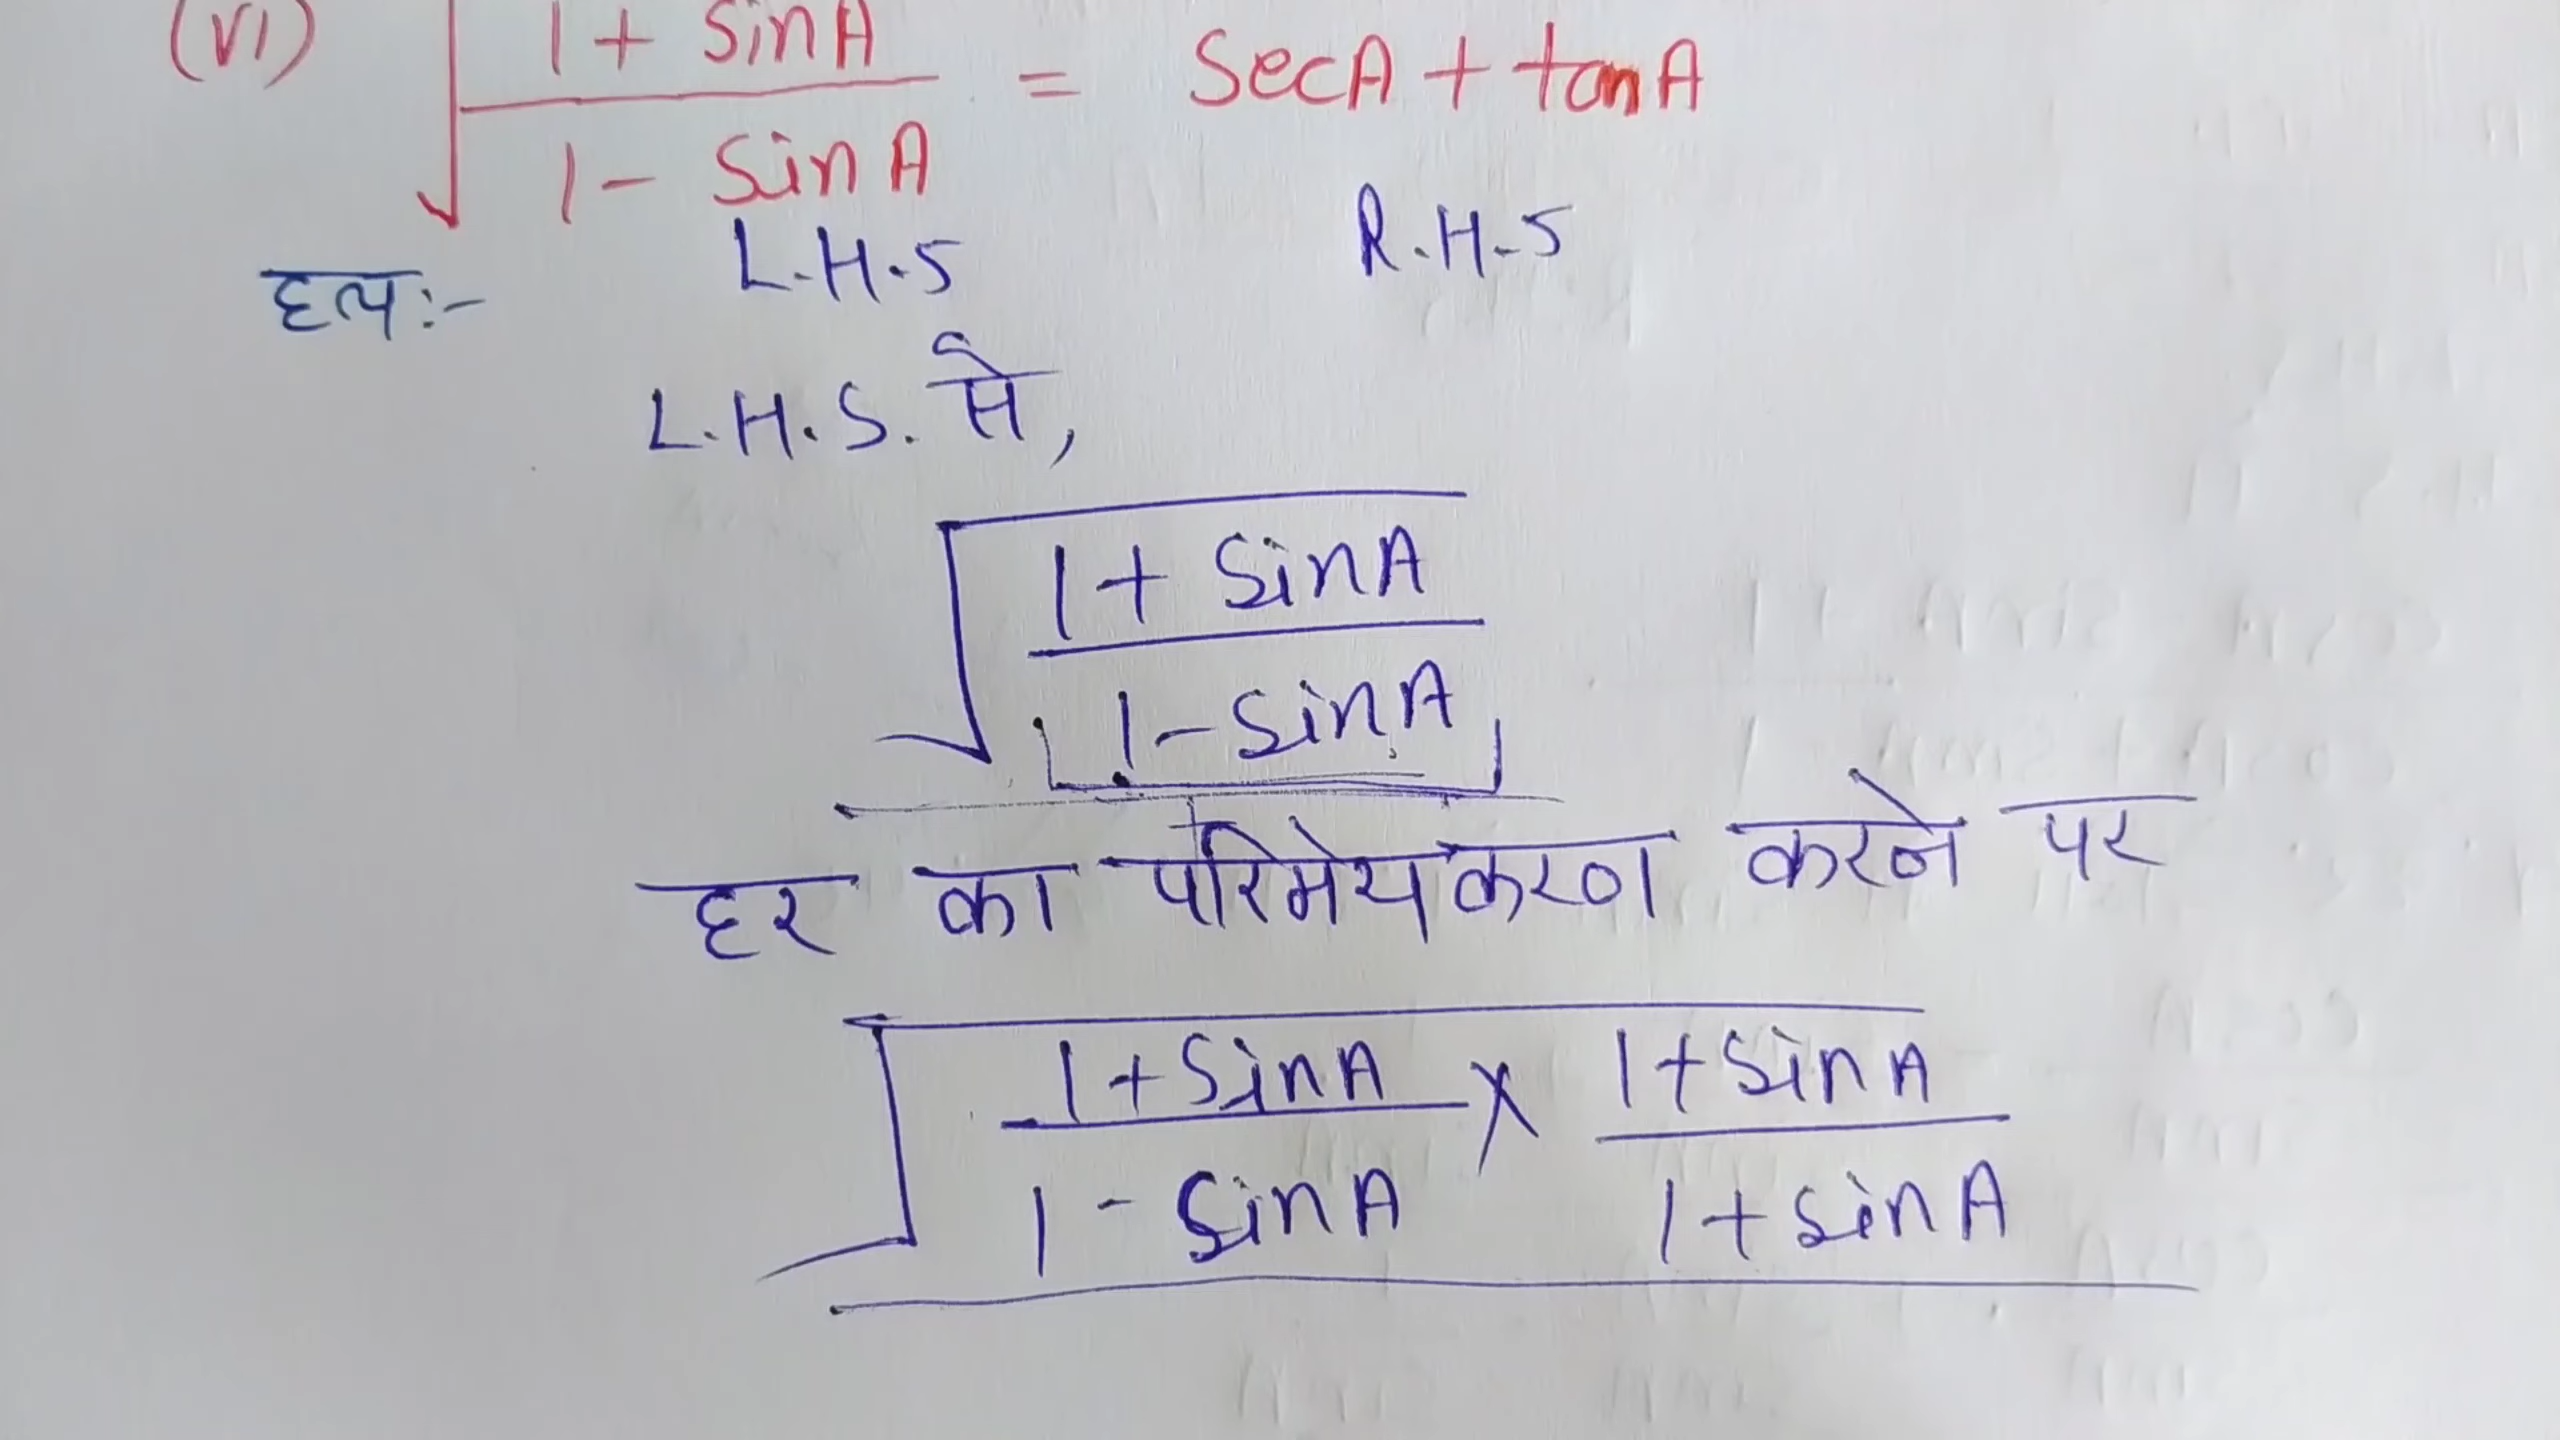 (vi) √(1 + SinA / 1 - SinA) = SecA + tanA
L.H.S R.H-S
हल :-
L.H.S. से,
√(1 + SinA / 1 - SinA)
हर का परिमेयकरण करने पर
√(1 + SinA / 1 - SinA × 1 + SinA / 1 + SinA)